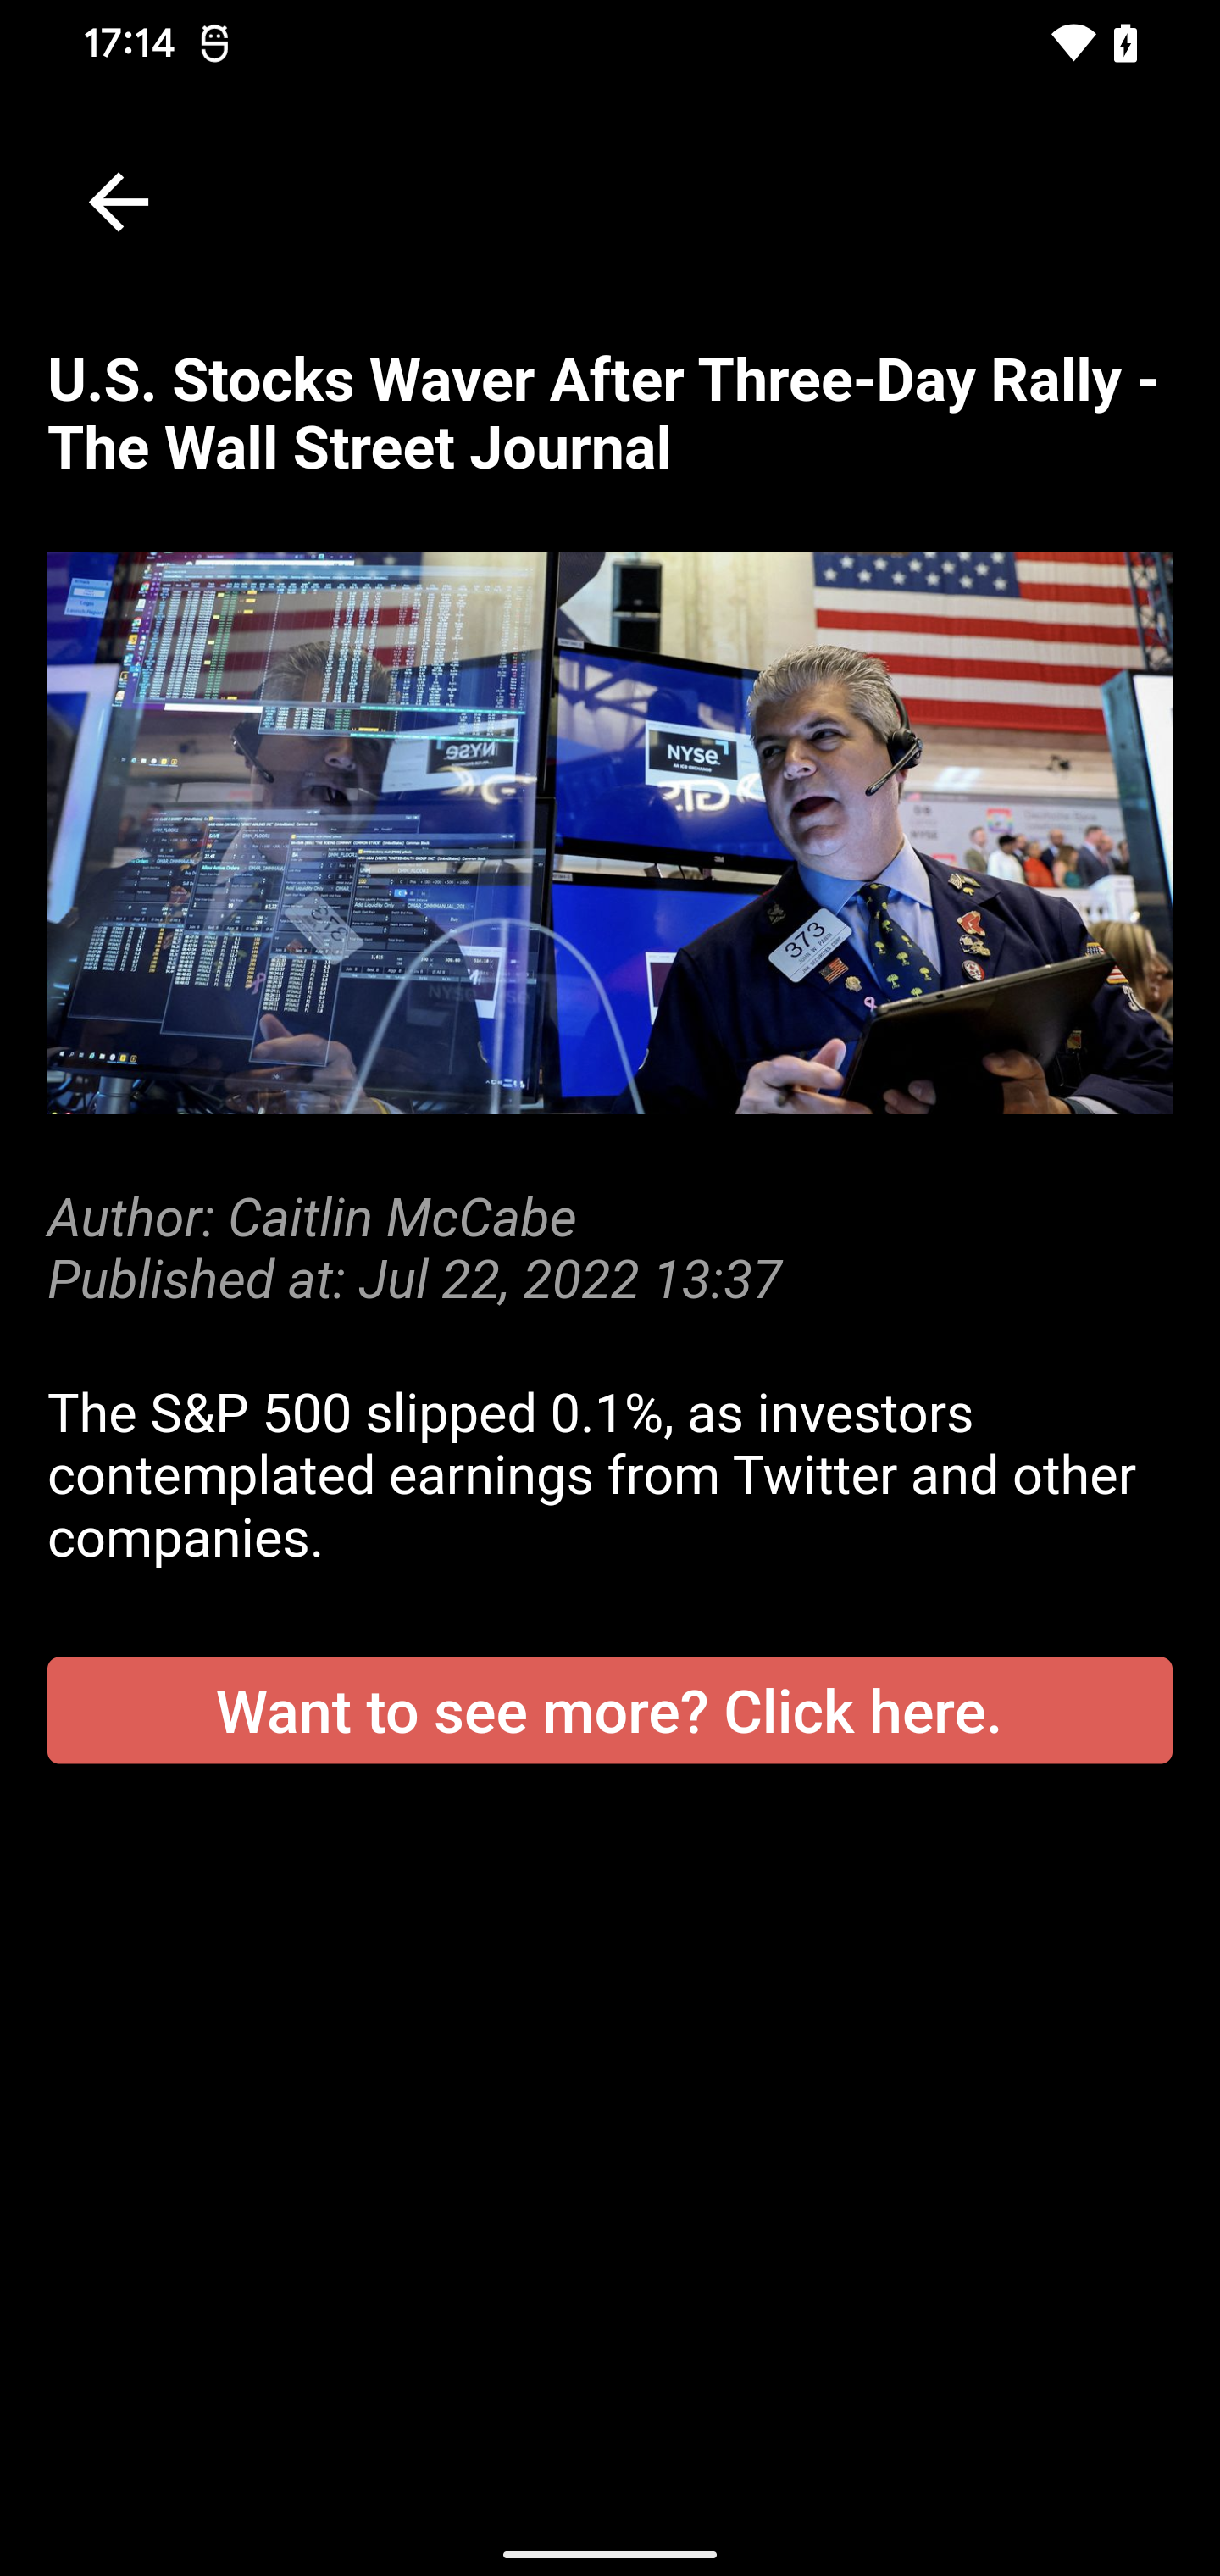 17:14
U.S. Stocks Waver After Three-Day Rally -
The Wall Street Journal
NYSE
373
Author: Caitlin McCabe
Published at: Jul 22, 2022 13:37
The S&P 500 slipped 0.1%, as investors
contemplated earnings from Twitter and other
companies.
Want to see more? Click here.